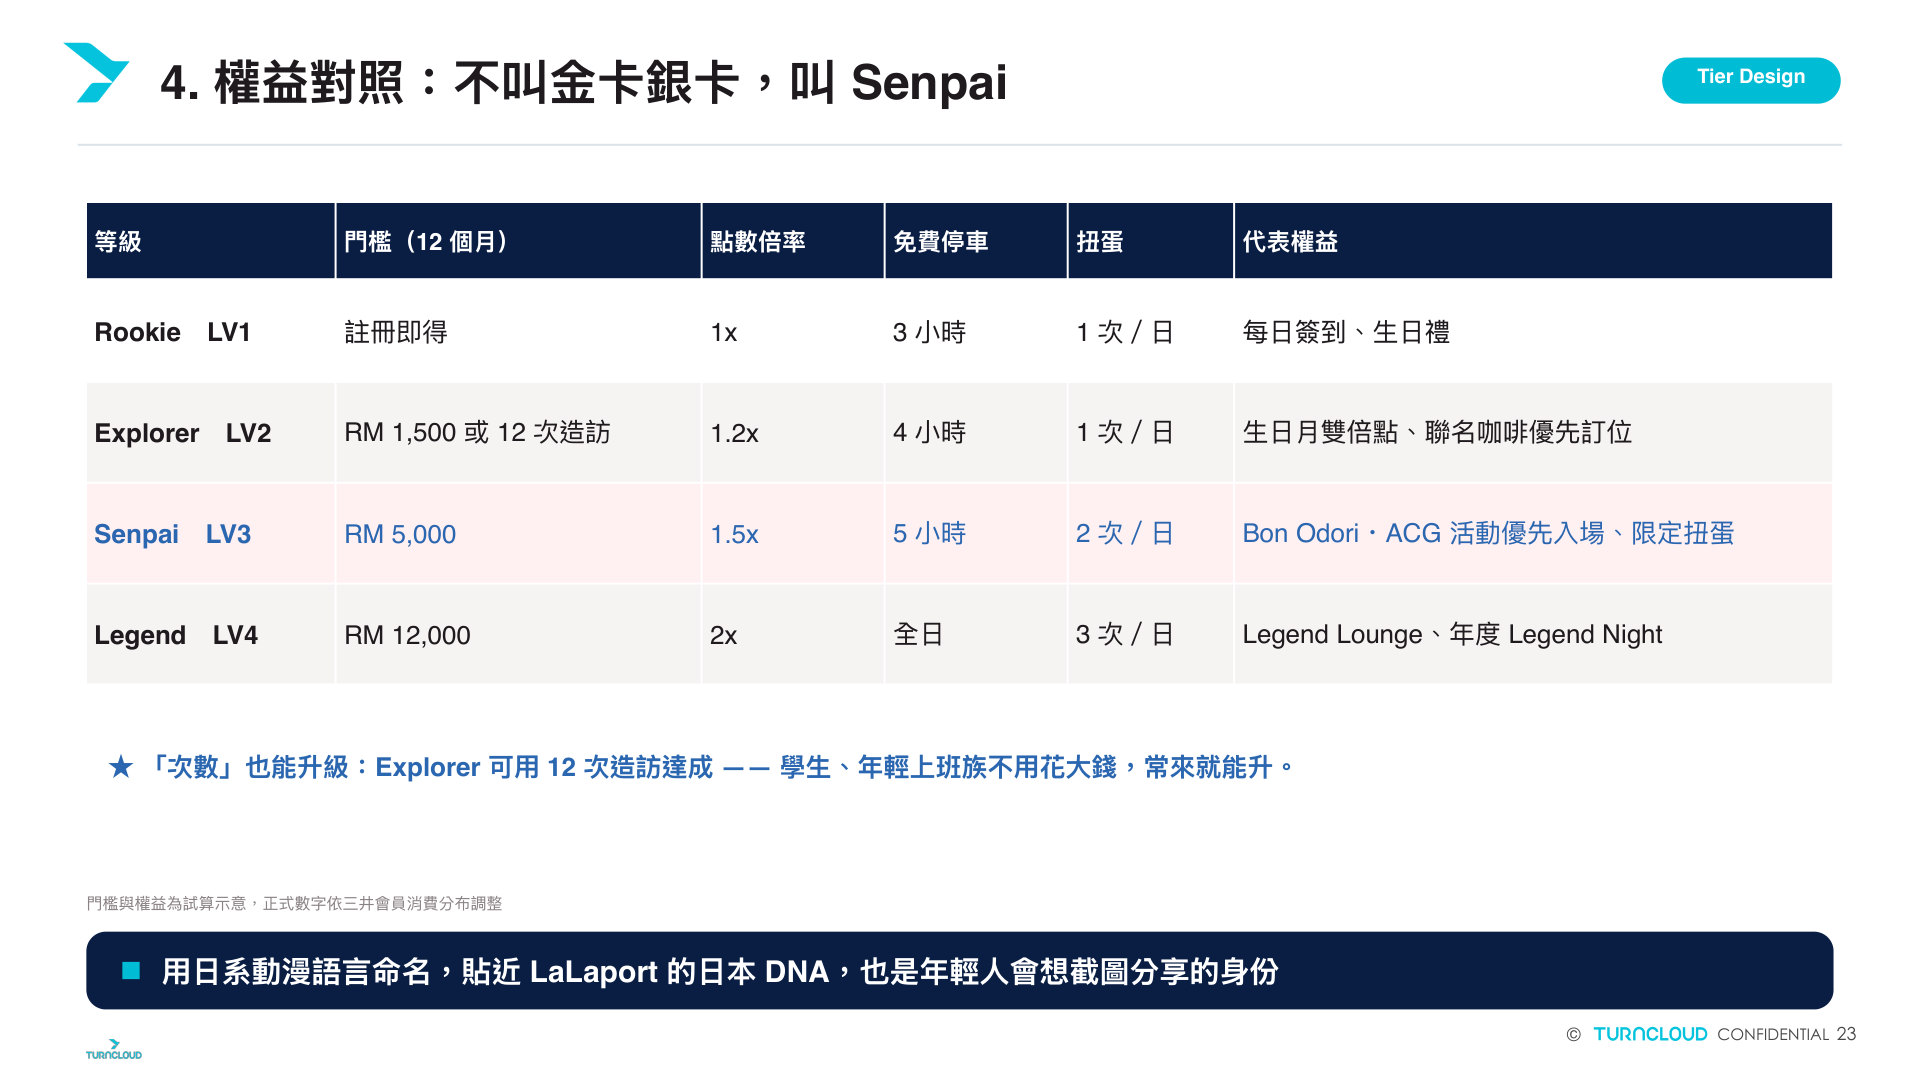 4. 權益對照：不叫金卡銀卡，叫 Senpai
Tier Design
等級 門檻（12 個月） 點數倍率 免費停車 扭蛋 代表權益
Rookie　LV1 註冊即得 1x 3 小時 1 次 / 日 每日簽到、生日禮
Explorer　LV2 RM 1,500 或 12 次造訪 1.2x 4 小時 1 次 / 日 生日月雙倍點、聯名咖啡優先訂位
Senpai　LV3 RM 5,000 1.5x 5 小時 2 次 / 日 Bon Odori・ACG 活動優先入場、限定扭蛋
Legend　LV4 RM 12,000 2x 全日 3 次 / 日 Legend Lounge、年度 Legend Night
★ 「次數」也能升級：Explorer 可用 12 次造訪達成 —— 學生、年輕上班族不用花大錢，常來就能升。
門檻與權益為試算示意，正式數字依三井會員消費分布調整
■ 用日系動漫語言命名，貼近 LaLaport 的日本 DNA，也是年輕人會想截圖分享的身份
TURNCLOUD
© TURNCLOUD CONFIDENTIAL 23